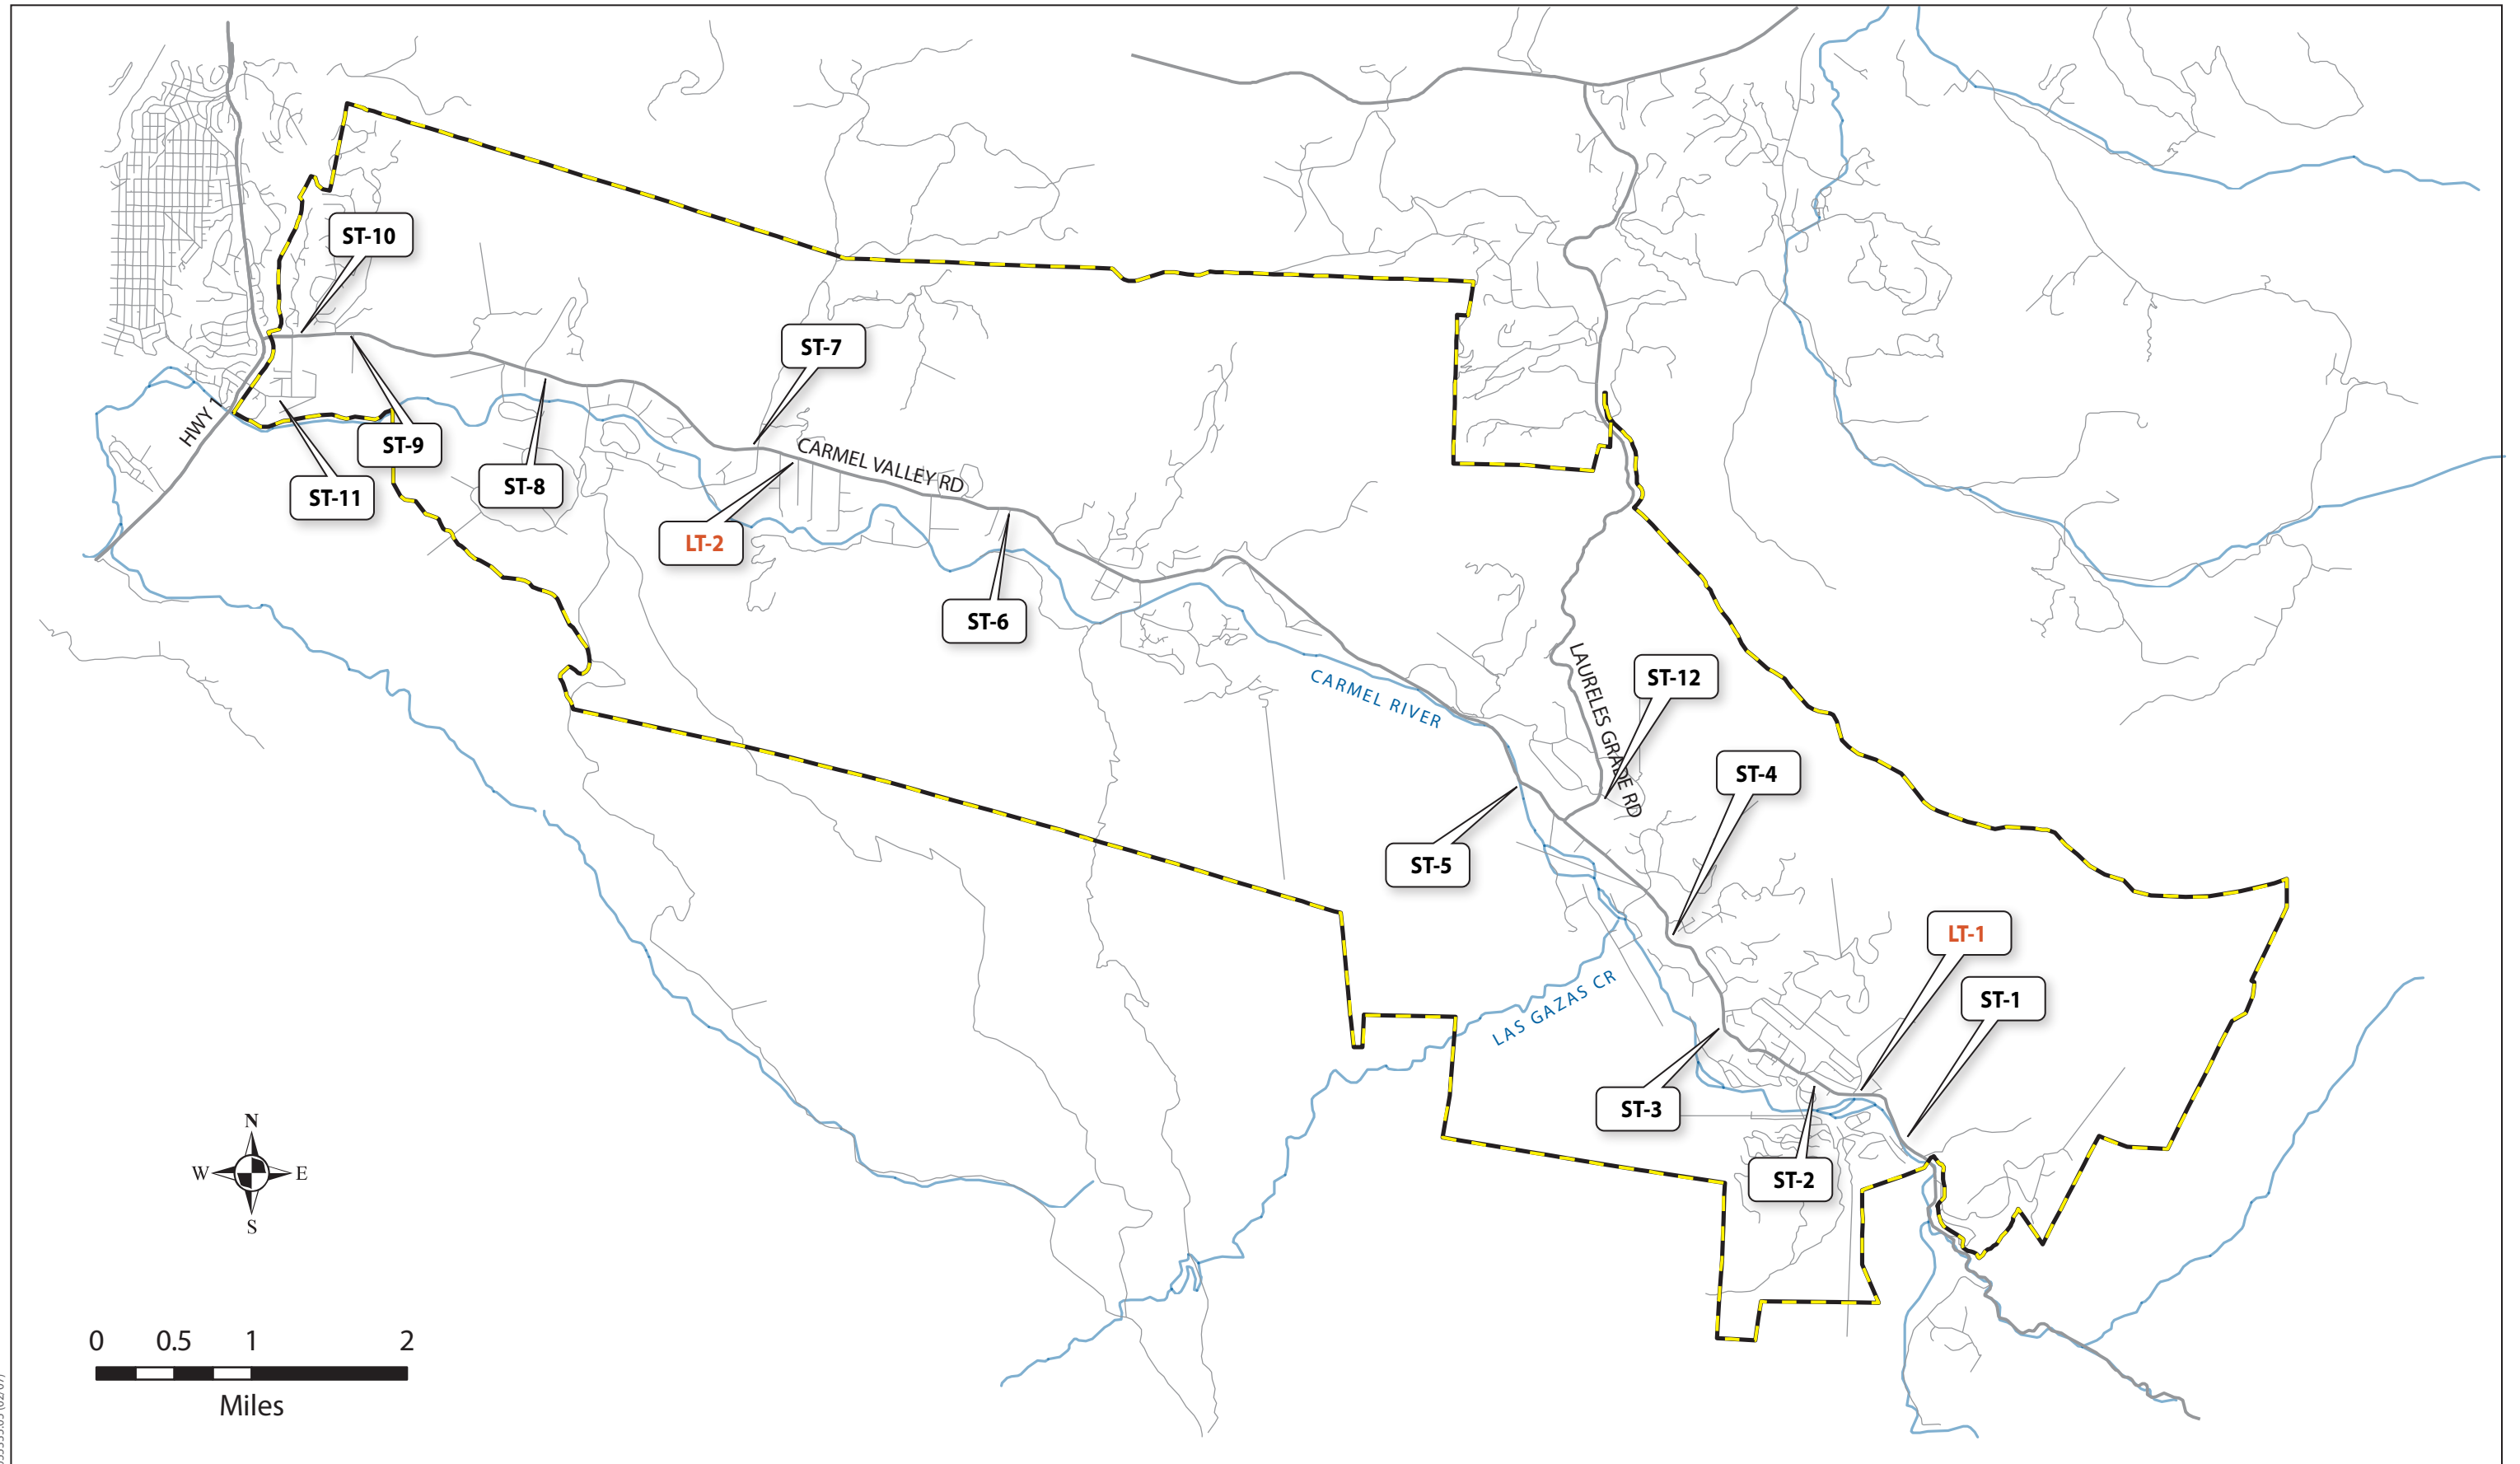 ST-10
ST-7
HWY 1
ST-9
CARMEL VALLEY RD
ST-8
ST-11
LT-2
ST-6
LAURELES GRADE RD
ST-12
CARMEL RIVER
ST-4
ST-5
LT-1
ST-1
LAS GAZAS CR
ST-3
ST-2
N
W
E
S
0 0.5 1 2
Miles